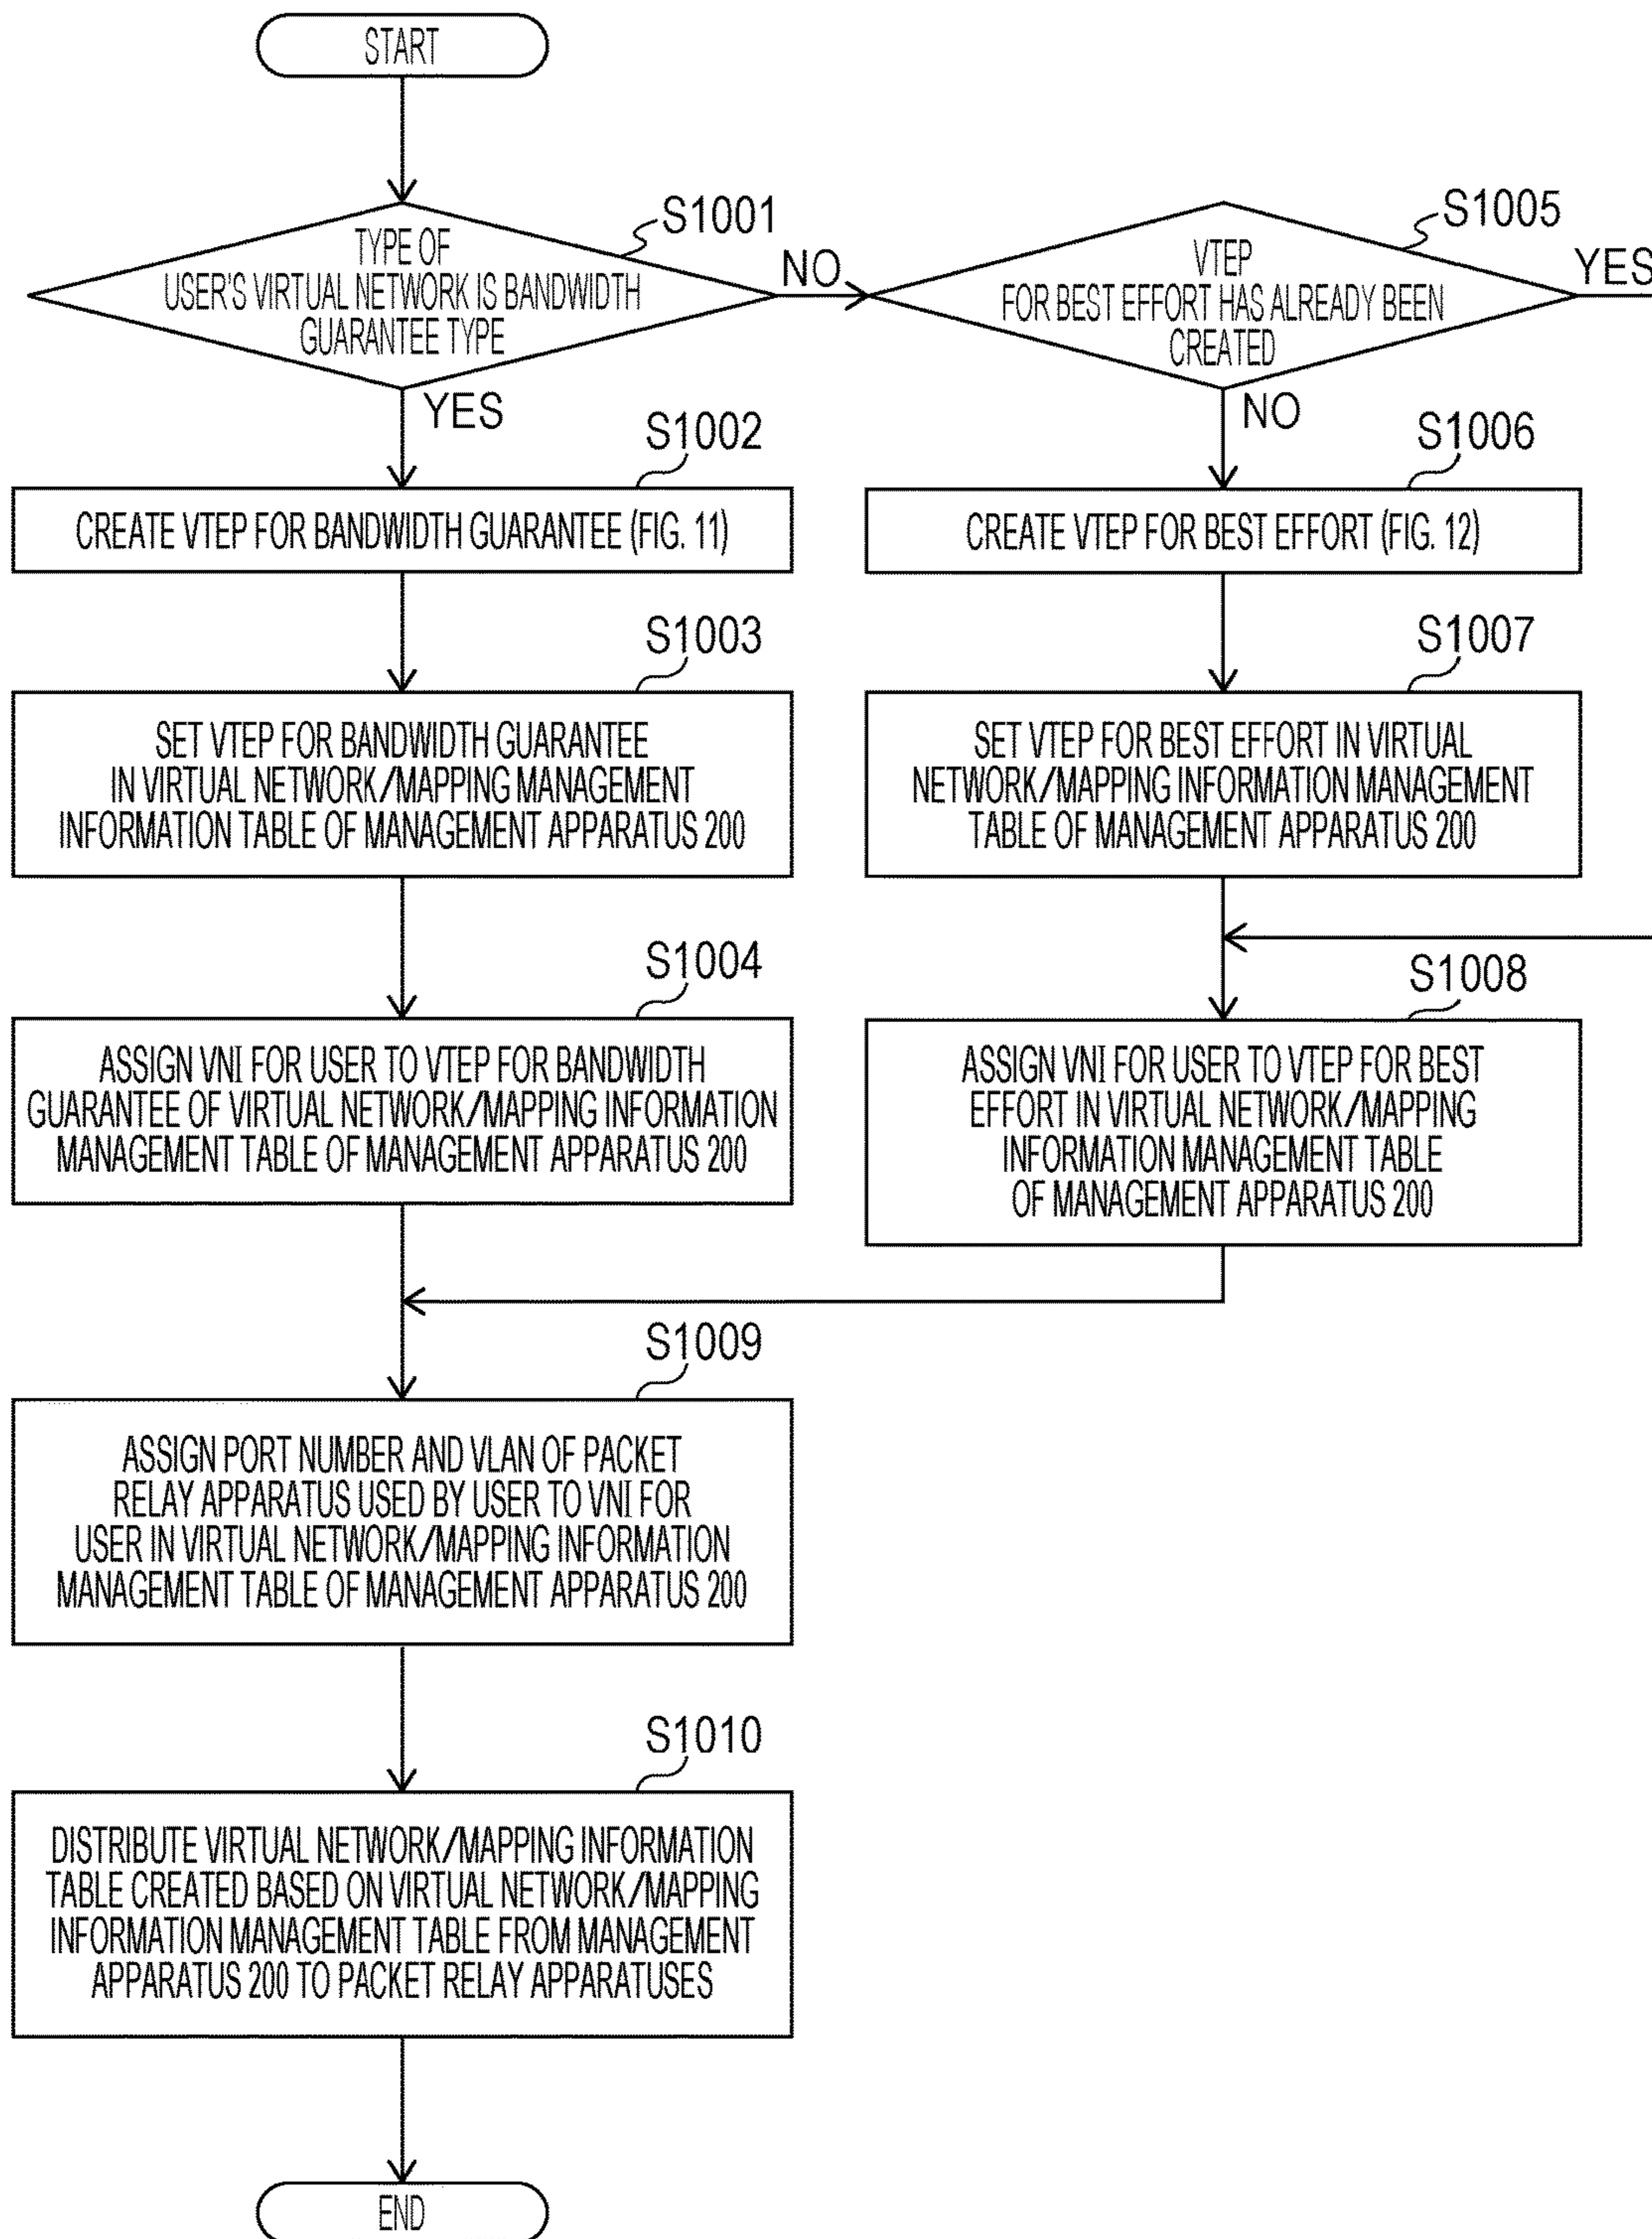 START
S1001
TYPE OF
USER'S VIRTUAL NETWORK IS BANDWIDTH
GUARANTEE TYPE
NO
YES
S1005
VTEP
FOR BEST EFFORT HAS ALREADY BEEN
CREATED
YES
NO
S1002
CREATE VTEP FOR BANDWIDTH GUARANTEE (FIG. 11)
S1006
CREATE VTEP FOR BEST EFFORT (FIG. 12)
S1003
SET VTEP FOR BANDWIDTH GUARANTEE
IN VIRTUAL NETWORK/MAPPING MANAGEMENT
INFORMATION TABLE OF MANAGEMENT APPARATUS 200
S1007
SET VTEP FOR BEST EFFORT IN VIRTUAL
NETWORK/MAPPING INFORMATION MANAGEMENT
TABLE OF MANAGEMENT APPARATUS 200
S1004
ASSIGN VNI FOR USER TO VTEP FOR BANDWIDTH
GUARANTEE OF VIRTUAL NETWORK/MAPPING INFORMATION
MANAGEMENT TABLE OF MANAGEMENT APPARATUS 200
S1008
ASSIGN VNI FOR USER TO VTEP FOR BEST
EFFORT IN VIRTUAL NETWORK/MAPPING
INFORMATION MANAGEMENT TABLE
OF MANAGEMENT APPARATUS 200
S1009
ASSIGN PORT NUMBER AND VLAN OF PACKET
RELAY APPARATUS USED BY USER TO VNI FOR
USER IN VIRTUAL NETWORK/MAPPING INFORMATION
MANAGEMENT TABLE OF MANAGEMENT APPARATUS 200
S1010
DISTRIBUTE VIRTUAL NETWORK/MAPPING INFORMATION
TABLE CREATED BASED ON VIRTUAL NETWORK/MAPPING
INFORMATION MANAGEMENT TABLE FROM MANAGEMENT
APPARATUS 200 TO PACKET RELAY APPARATUSES
END